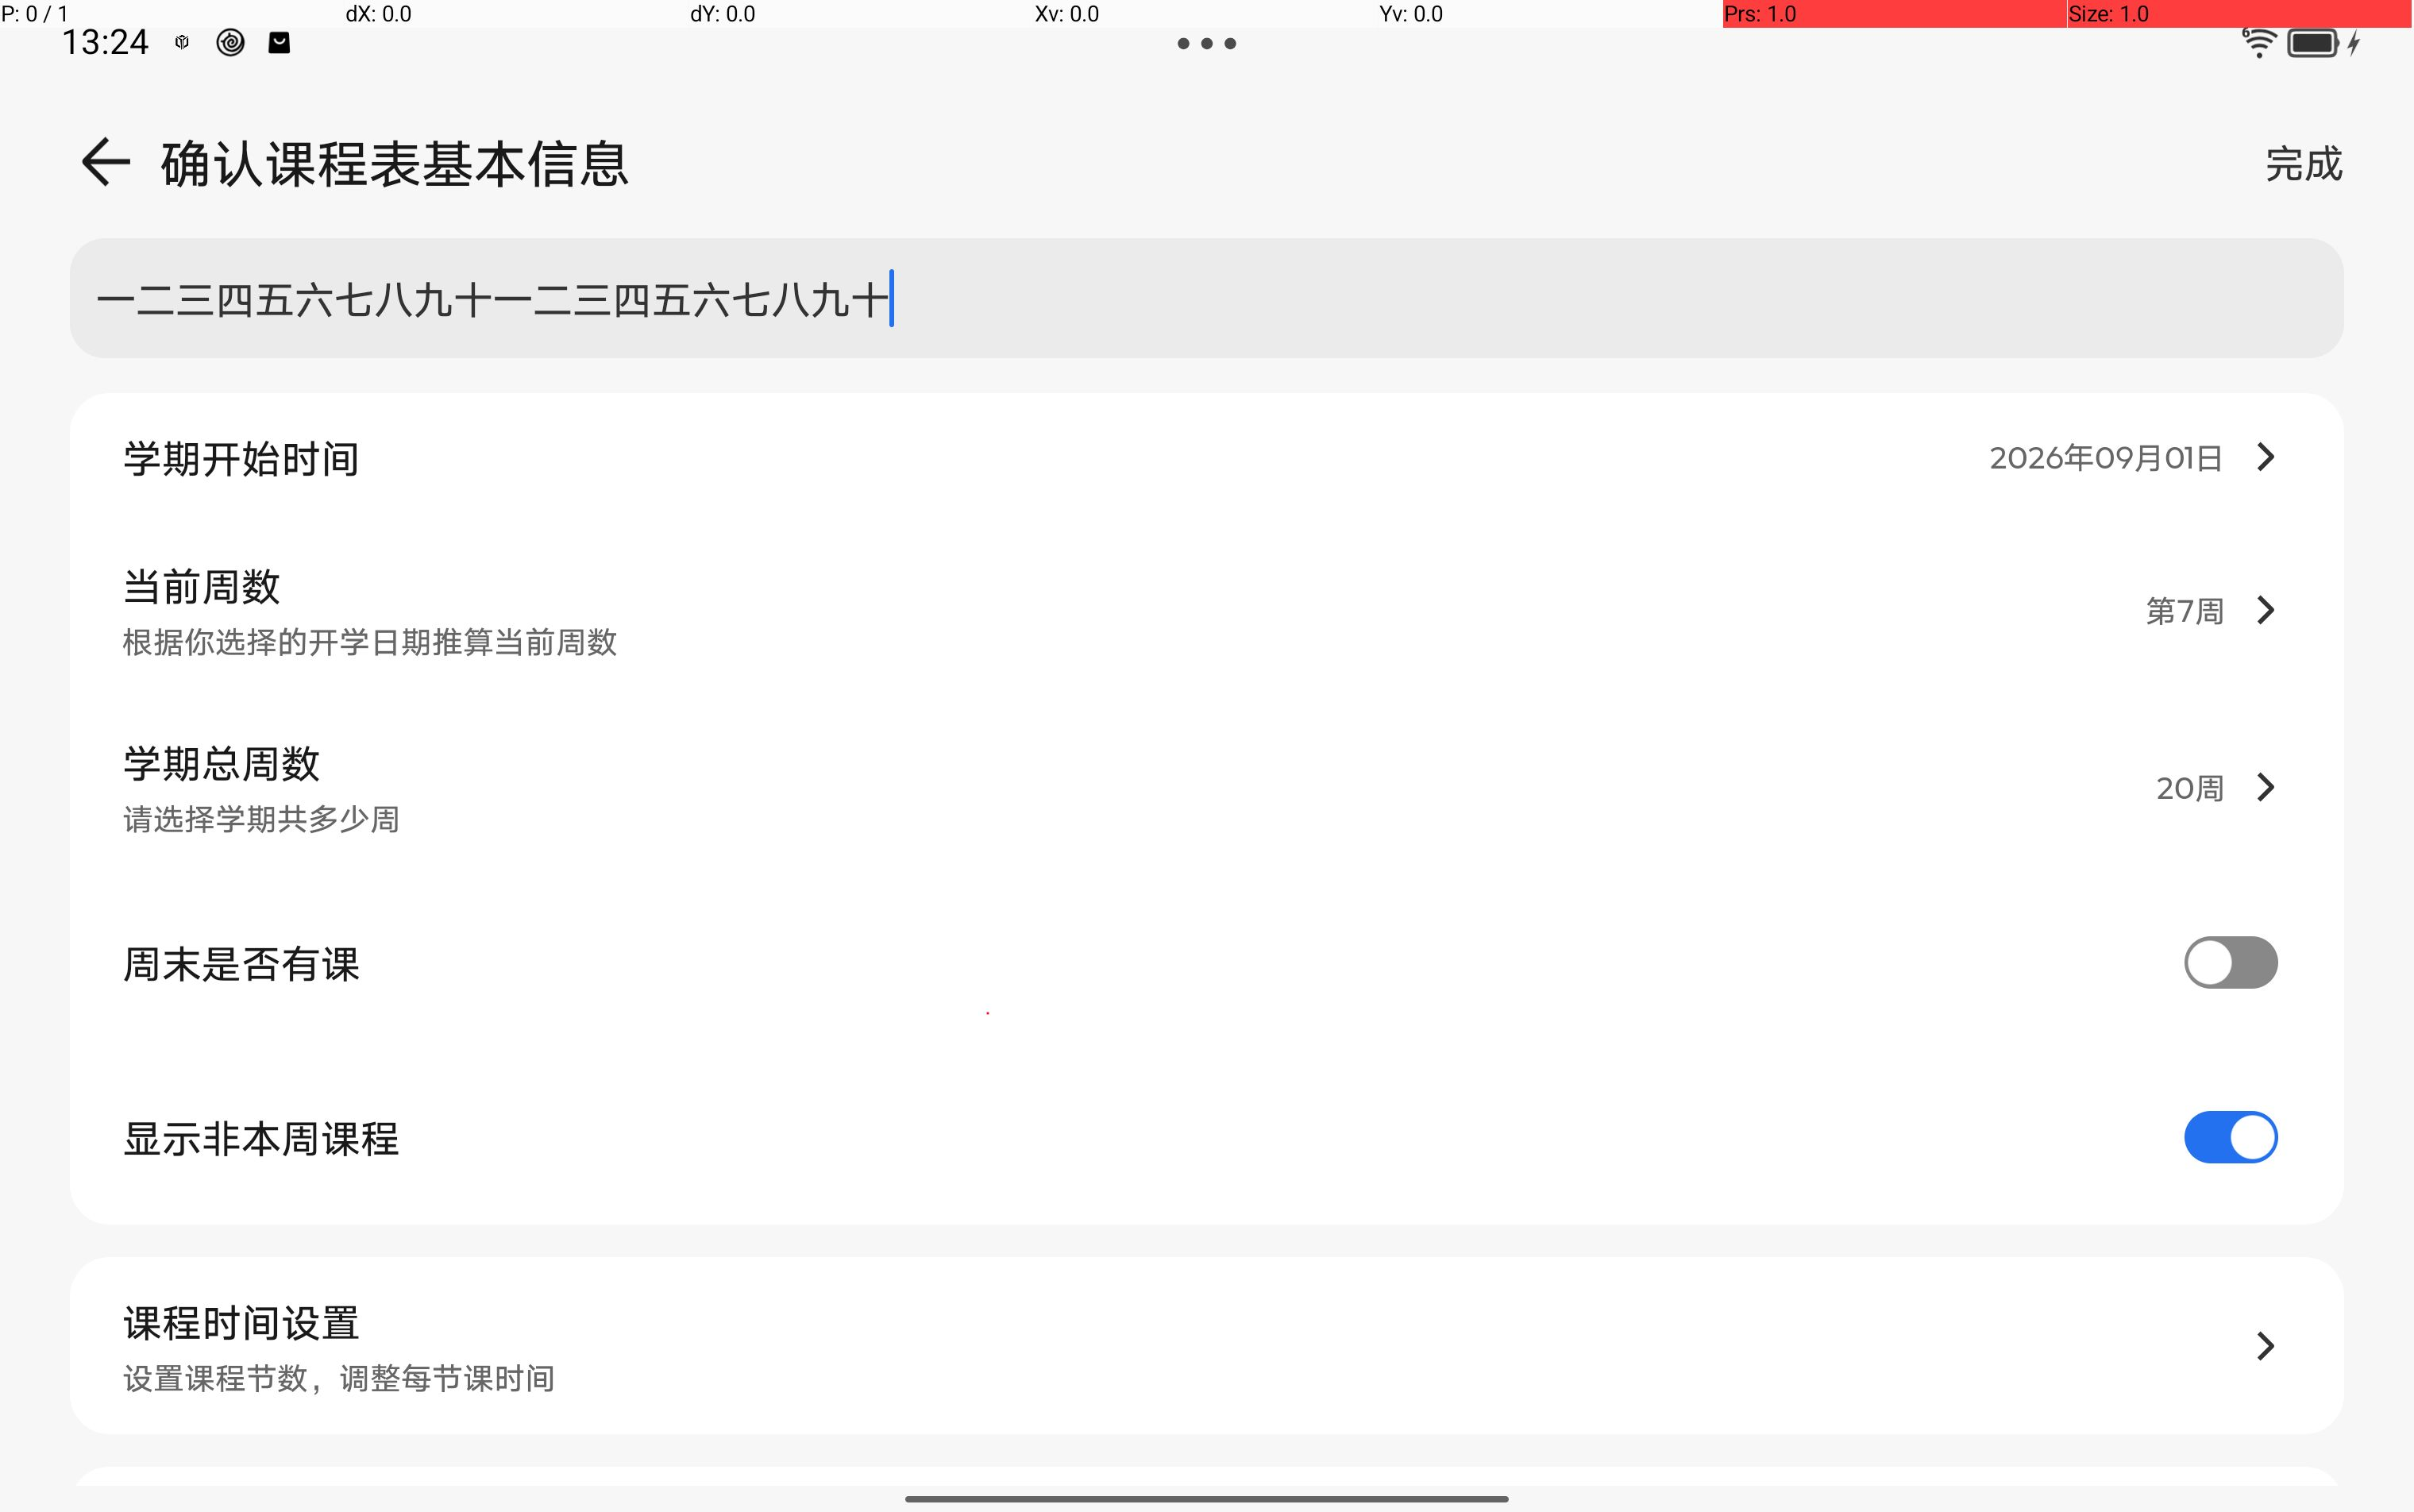 P: 0 / 1 dX: 0.0 dY: 0.0 Xv: 0.0 Yv: 0.0 Prs: 1.0 Size: 1.0
13:24 6
确认课程表基本信息 完成
一二三四五六七八九十一二三四五六七八九十
学期开始时间 2026年09月01日
当前周数 第7周
根据你选择的开学日期推算当前周数
学期总周数 20周
请选择学期共多少周
周末是否有课
显示非本周课程
课程时间设置
设置课程节数，调整每节课时间